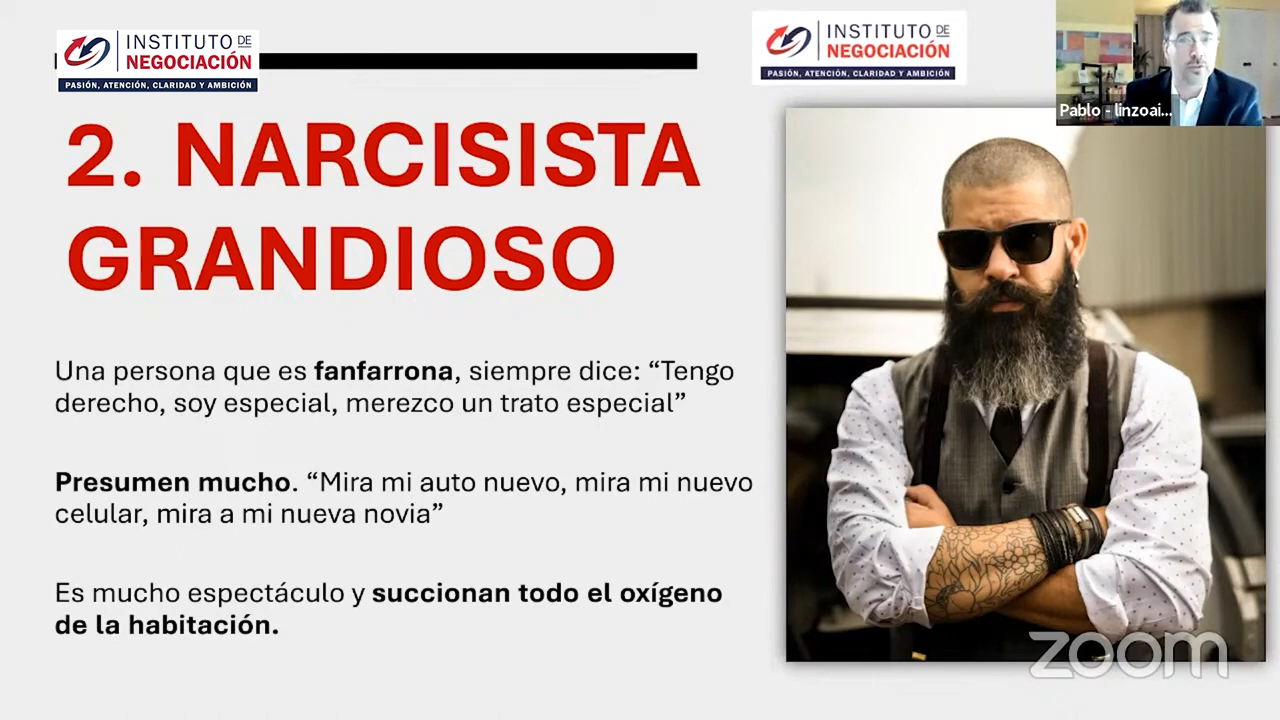 INSTITUTO DE
NEGOCIACIÓN
PASIÓN, ATENCIÓN, CLARIDAD Y AMBICIÓN
INSTITUTO DE
NEGOCIACIÓN
PASIÓN, ATENCIÓN, CLARIDAD Y AMBICIÓN
Pablo - linzoai...
2. NARCISISTA
GRANDIOSO
Una persona que es fanfarrona, siempre dice: “Tengo
derecho, soy especial, merezco un trato especial”
Presumen mucho. “Mira mi auto nuevo, mira mi nuevo
celular, mira a mi nueva novia”
Es mucho espectáculo y succionan todo el oxígeno
de la habitación.
zoom